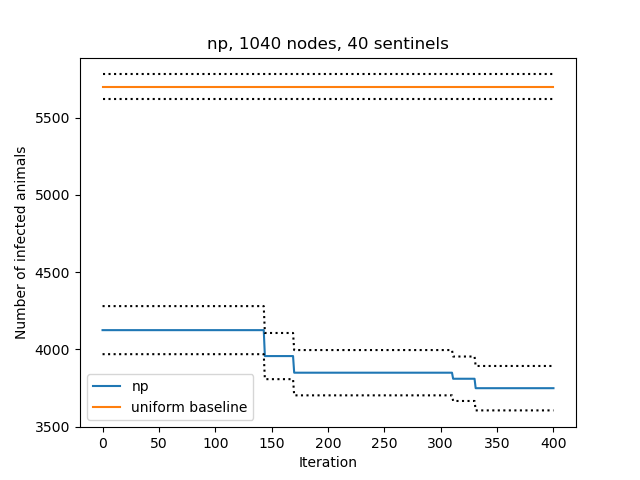 np, 1040 nodes, 40 sentinels
Number of infected animals
5500
5000
4500
4000
3500
np
uniform baseline
0 50 100 150 200 250 300 350 400
Iteration